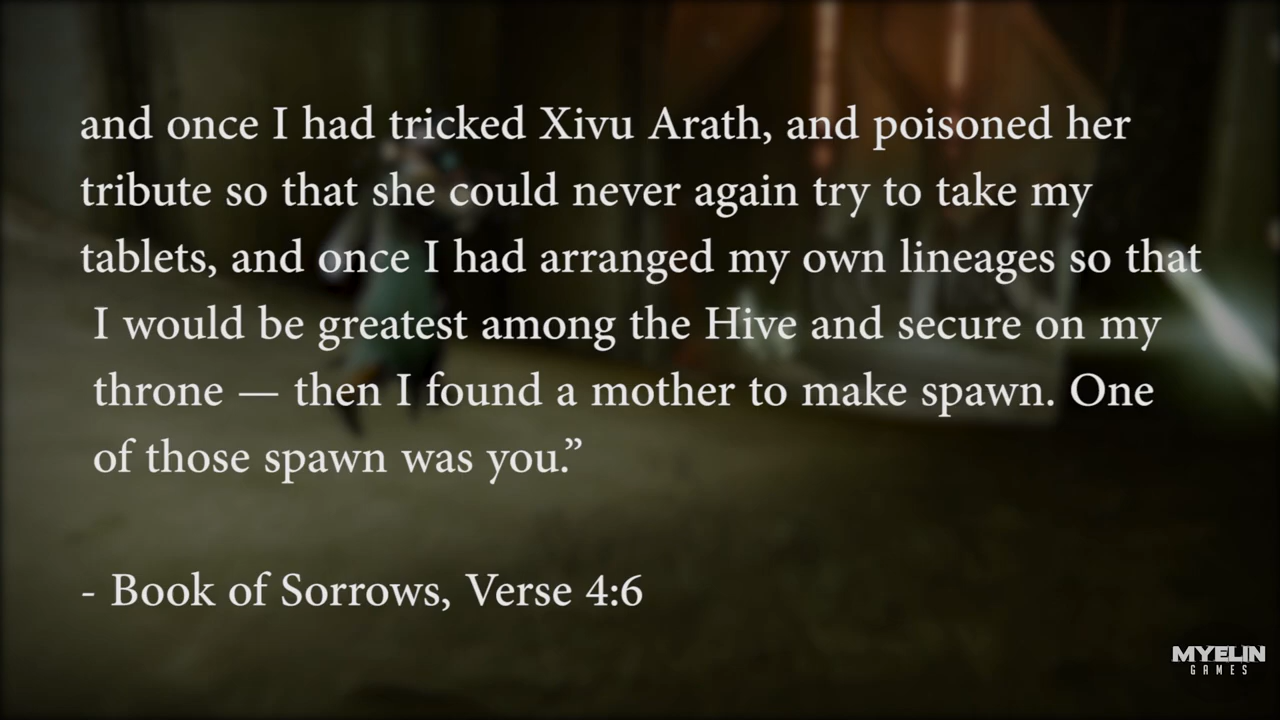 and once I had tricked Xivu Arath, and poisoned her
tribute so that she could never again try to take my
tablets, and once I had arranged my own lineages so that
I would be greatest among the Hive and secure on my
throne — then I found a mother to make spawn. One
of those spawn was you.”
- Book of Sorrows, Verse 4:6
MYELIN
GAMES